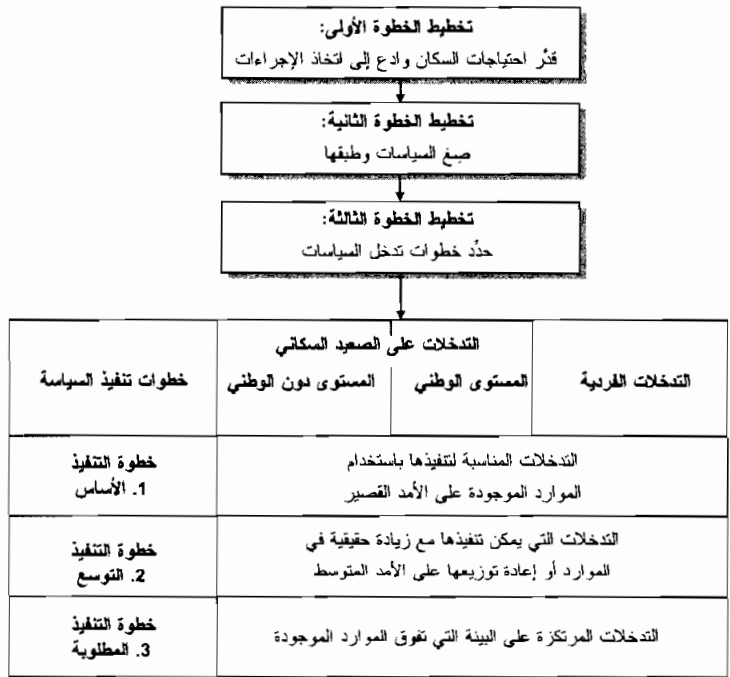 تخطيط الخطوة الأولى:
قدِّر احتياجات السكان وادع إلى اتخاذ الإجراءات
تخطيط الخطوة الثانية:
صِغ السياسات وطبقها
تخطيط الخطوة الثالثة:
حدِّد خطوات تدخل السياسات
التدخلات على الصعيد السكاني
التدخلات الفردية
المستوى الوطني
المستوى دون الوطني
خطوات تنفيذ السياسة
التدخلات المناسبة لتنفيذها باستخدام
الموارد الموجودة على الأمد القصير
خطوة التنفيذ
1. الأساس
التدخلات التي يمكن تنفيذها مع زيادة حقيقية في
الموارد أو إعادة توزيعها على الأمد المتوسط
خطوة التنفيذ
2. التوسع
التدخلات المرتكزة على البينة التي تفوق الموارد الموجودة
خطوة التنفيذ
3. المطلوبة